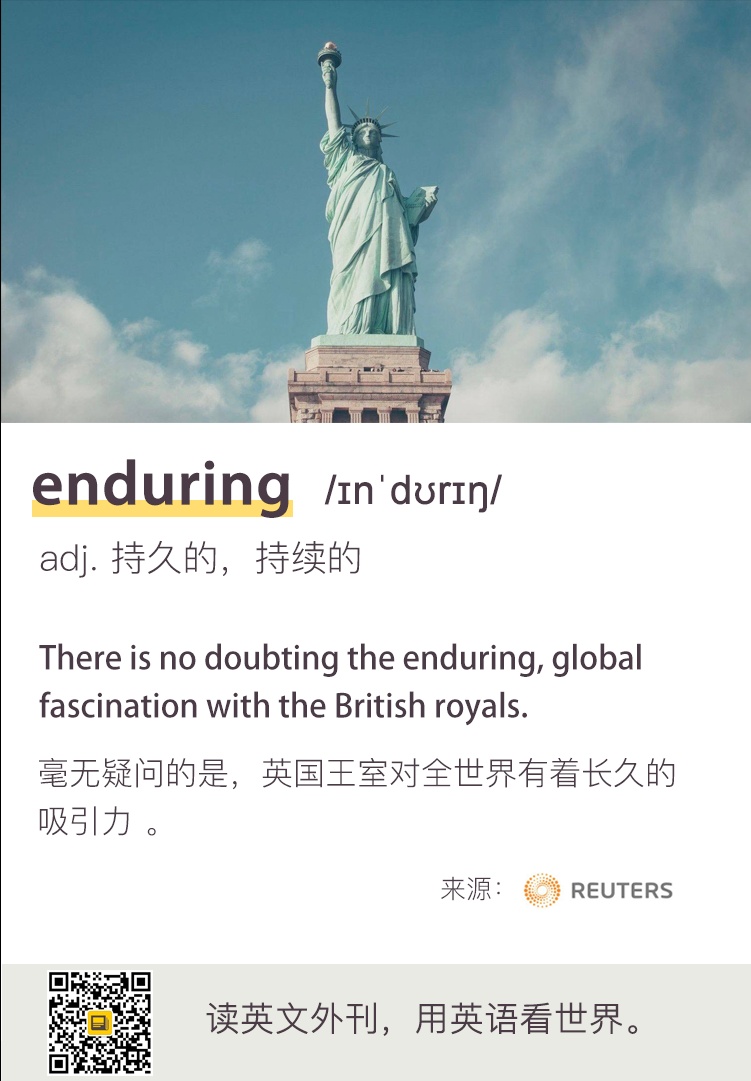 enduring /ɪnˈdʊrɪŋ/
adj. 持久的，持续的
There is no doubting the enduring, global
fascination with the British royals.
毫无疑问的是，英国王室对全世界有着长久的
吸引力 。
来源： REUTERS
读英文外刊，用英语看世界。